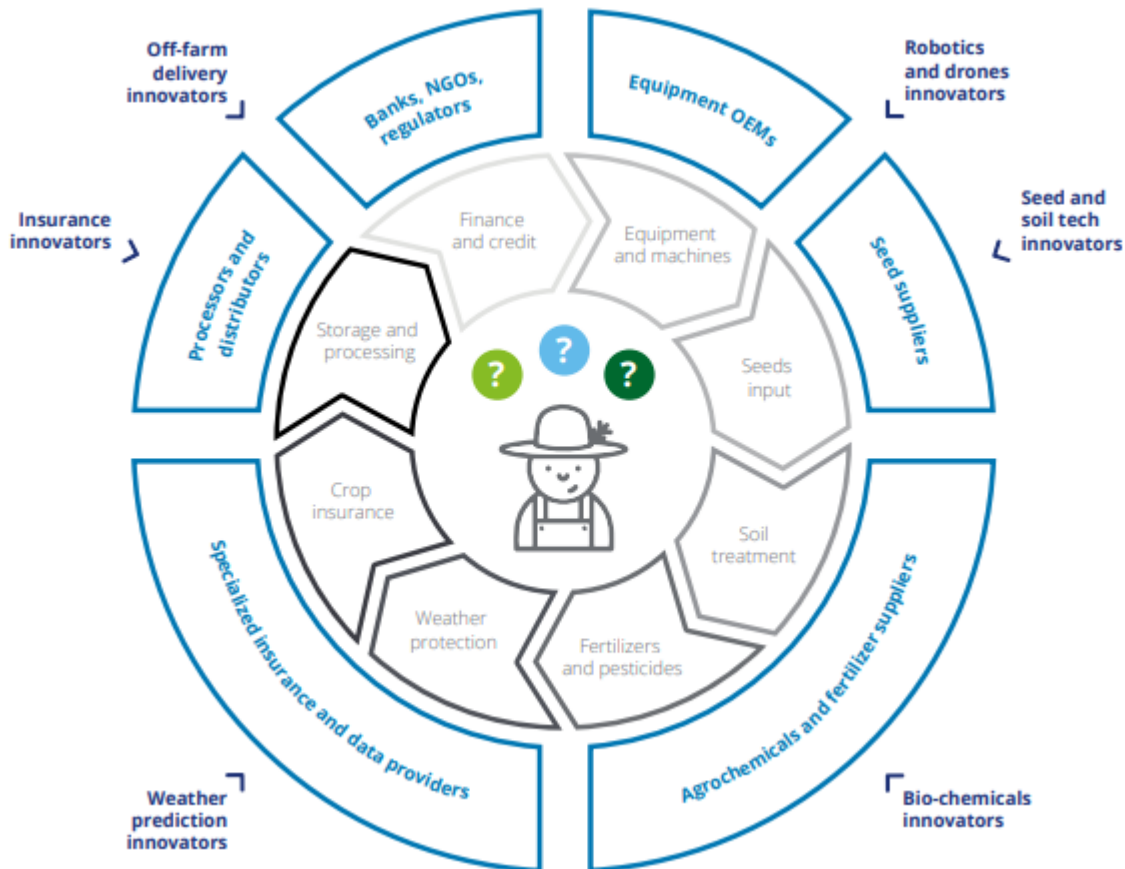 Off-farm
delivery
innovators
Banks, NGOs,
regulators
Equipment OEMs
Robotics
and drones
innovators
Insurance
innovators
Processors and
distributors
Finance
and credit
Equipment
and machines
Seed suppliers
Seed and
soil tech
innovators
Storage and
processing
?
?
?
Seeds
input
Crop
insurance
Soil
treatment
Weather
protection
Fertilizers
and pesticides
Specialized insurance and data providers
Agrochemicals and fertilizer suppliers
Weather
prediction
innovators
Bio-chemicals
innovators